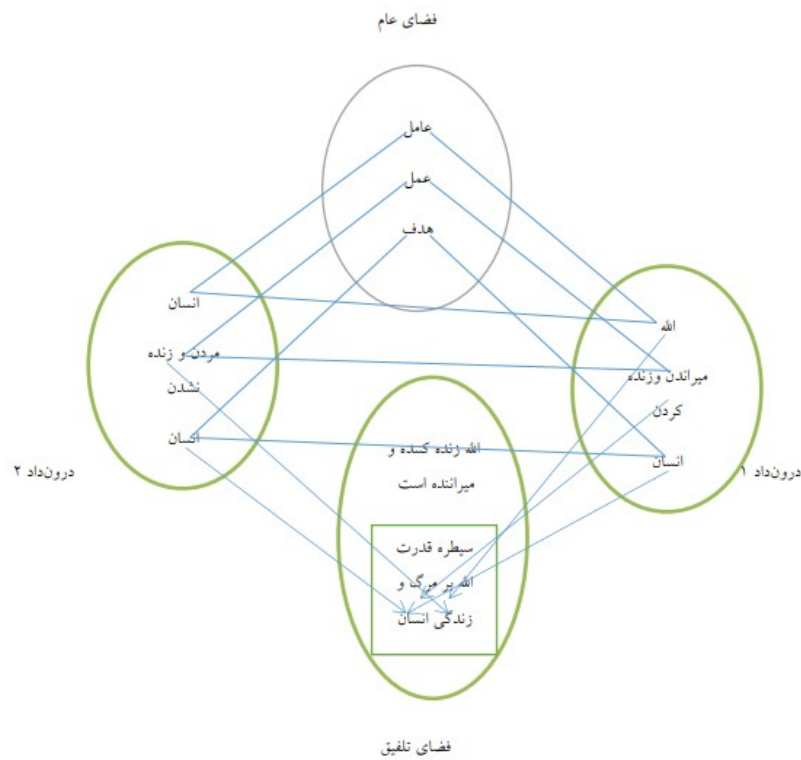 فضای عام
عامل
عمل
هدف
الله
میراندن وزنده
کردن
انسان
درون‌داد ۱
انسان
مردن و زنده
نشدن
انسان
درون‌داد ۲
الله زنده کننده و
میراننده است
سیطره قدرت
الله بر مرگ و
زندگی انسان
فضای تلفیق